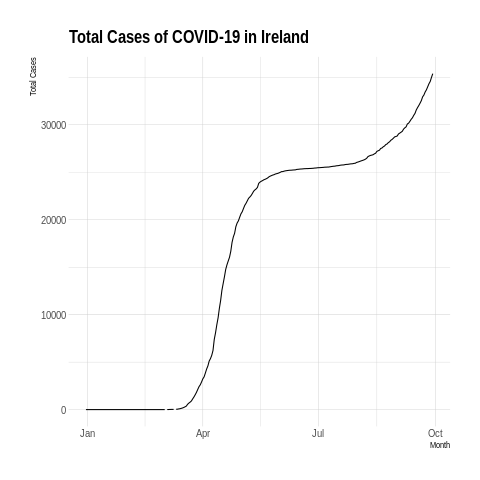 Total Cases of COVID-19 in Ireland
Total Cases
30000
20000
10000
0
Jan Apr Jul Oct
Month